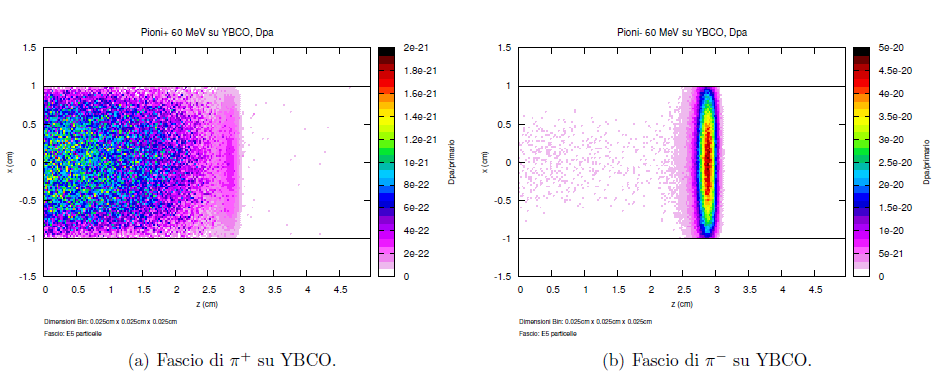 Pioni+ 60 MeV su YBCO, Dpa
1.5
1
0.5
0
-0.5
-1
-1.5
x (cm)
0 0.5 1 1.5 2 2.5 3 3.5 4 4.5
z (cm)
2e-21
1.8e-21
1.6e-21
1.4e-21
1.2e-21
1e-21
8e-22
6e-22
4e-22
2e-22
0
Dpa/primario
Dimensioni Bin: 0.025cm x 0.025cm x 0.025cm
Fascio: E5 particelle
(a) Fascio di π⁺ su YBCO.
Pioni- 60 MeV su YBCO, Dpa
1.5
1
0.5
0
-0.5
-1
-1.5
x (cm)
0 0.5 1 1.5 2 2.5 3 3.5 4 4.5
z (cm)
5e-20
4.5e-20
4e-20
3.5e-20
3e-20
2.5e-20
2e-20
1.5e-20
1e-20
5e-21
0
Dpa/primario
Dimensioni Bin: 0.025cm x 0.025cm x 0.025cm
Fascio: E5 particelle
(b) Fascio di π⁻ su YBCO.